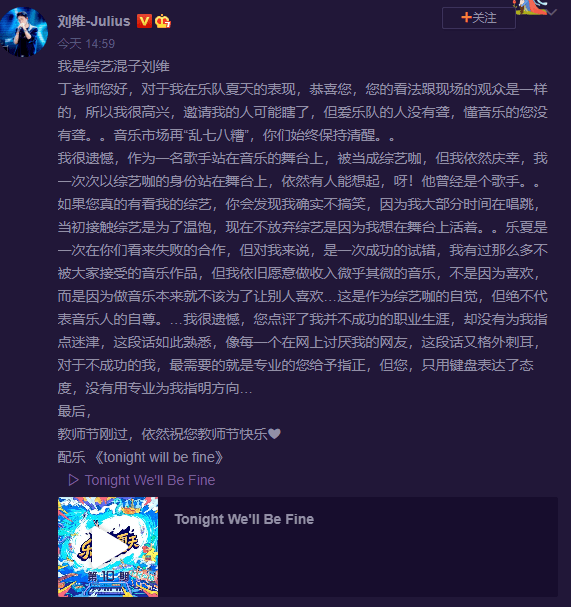 刘维-Julius
+关注
今天 14:59
我是综艺混子刘维
丁老师您好，对于我在乐队夏天的表现，恭喜您，您的看法跟现场的观众是一样
的，所以我很高兴，邀请我的人可能瞎了，但爱乐队的人没有聋，懂音乐的您没
有聋。。音乐市场再“乱七八糟”，你们始终保持清醒。。
我很遗憾，作为一名歌手站在音乐的舞台上，被当成综艺咖，但我依然庆幸，我
一次次以综艺咖的身份站在舞台上，依然有人能想起，呀！他曾经是个歌手。。
如果您真的有看我的综艺，你会发现我确实不搞笑，因为我大部分时间在唱跳，
当初接触综艺是为了温饱，现在不放弃综艺是因为我想在舞台上活着。。乐夏是
一次在你们看来失败的合作，但对我来说，是一次成功的试错，我有过那么多不
被大家接受的音乐作品，但我依旧愿意做收入微乎其微的音乐，不是因为喜欢，
而是因为做音乐本来就不该为了让别人喜欢...这是作为综艺咖的自觉，但绝不代
表音乐人的自尊。...我很遗憾，您点评了我并不成功的职业生涯，却没有为我指
点迷津，这段话如此熟悉，像每一个在网上讨厌我的网友，这段话又格外刺耳，
对于不成功的我，最需要的就是专业的您给予指正，但您，只用键盘表达了态
度，没有用专业为我指明方向...
最后，
教师节刚过，依然祝您教师节快乐
配乐 《tonight will be fine》
Tonight We'll Be Fine
Tonight We'll Be Fine
第10期